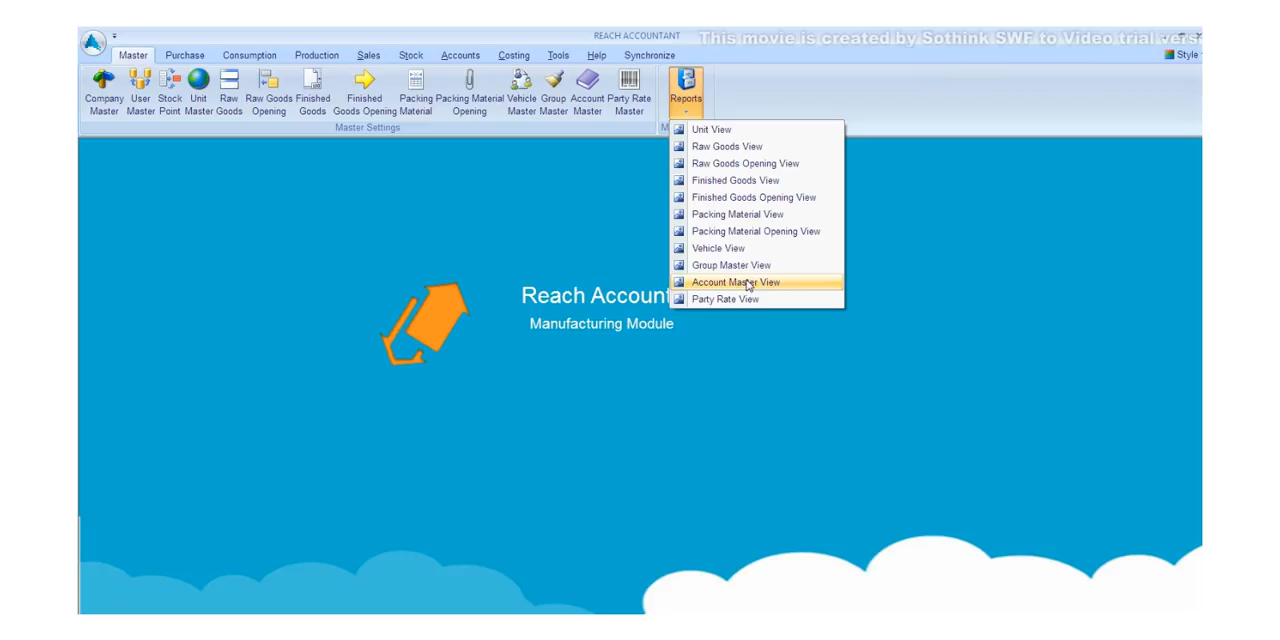 REACH ACCOUNTANT
This movie is created by Sothink SWF to Video trial vers
Master Purchase Consumption Production Sales Stock Accounts Costing Tools Help Synchronize
Style
Company Master
User Master
Stock Point
Unit Master
Raw Goods
Raw Goods Opening
Finished Goods
Finished Goods Opening
Packing Material
Packing Material Opening
Vehicle Master
Group Master
Account Master
Party Rate Master
Reports
Master Settings
M
Unit View
Raw Goods View
Raw Goods Opening View
Finished Goods View
Finished Goods Opening View
Packing Material View
Packing Material Opening View
Vehicle View
Group Master View
Account Master View
Party Rate View
Reach Account
Manufacturing Module